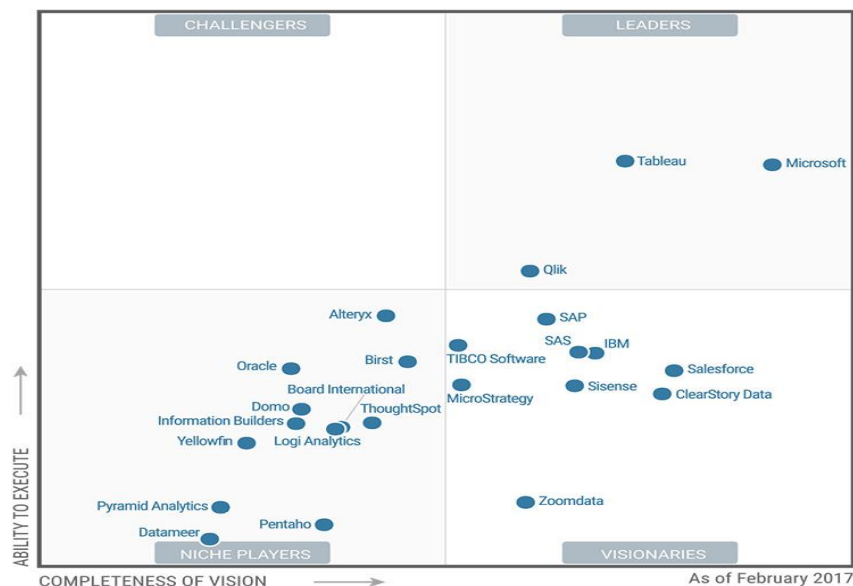 CHALLENGERS
LEADERS
Tableau
Microsoft
Qlik
Alteryx
SAP
SAS
IBM
TIBCO Software
Birst
Oracle
Salesforce
Board International
Sisense
ClearStory Data
MicroStrategy
Domo
ThoughtSpot
Information Builders
Yellowfin
Logi Analytics
Pyramid Analytics
Zoomdata
Pentaho
Datameer
NICHE PLAYERS
VISIONARIES
ABILITY TO EXECUTE
COMPLETENESS OF VISION
As of February 2017